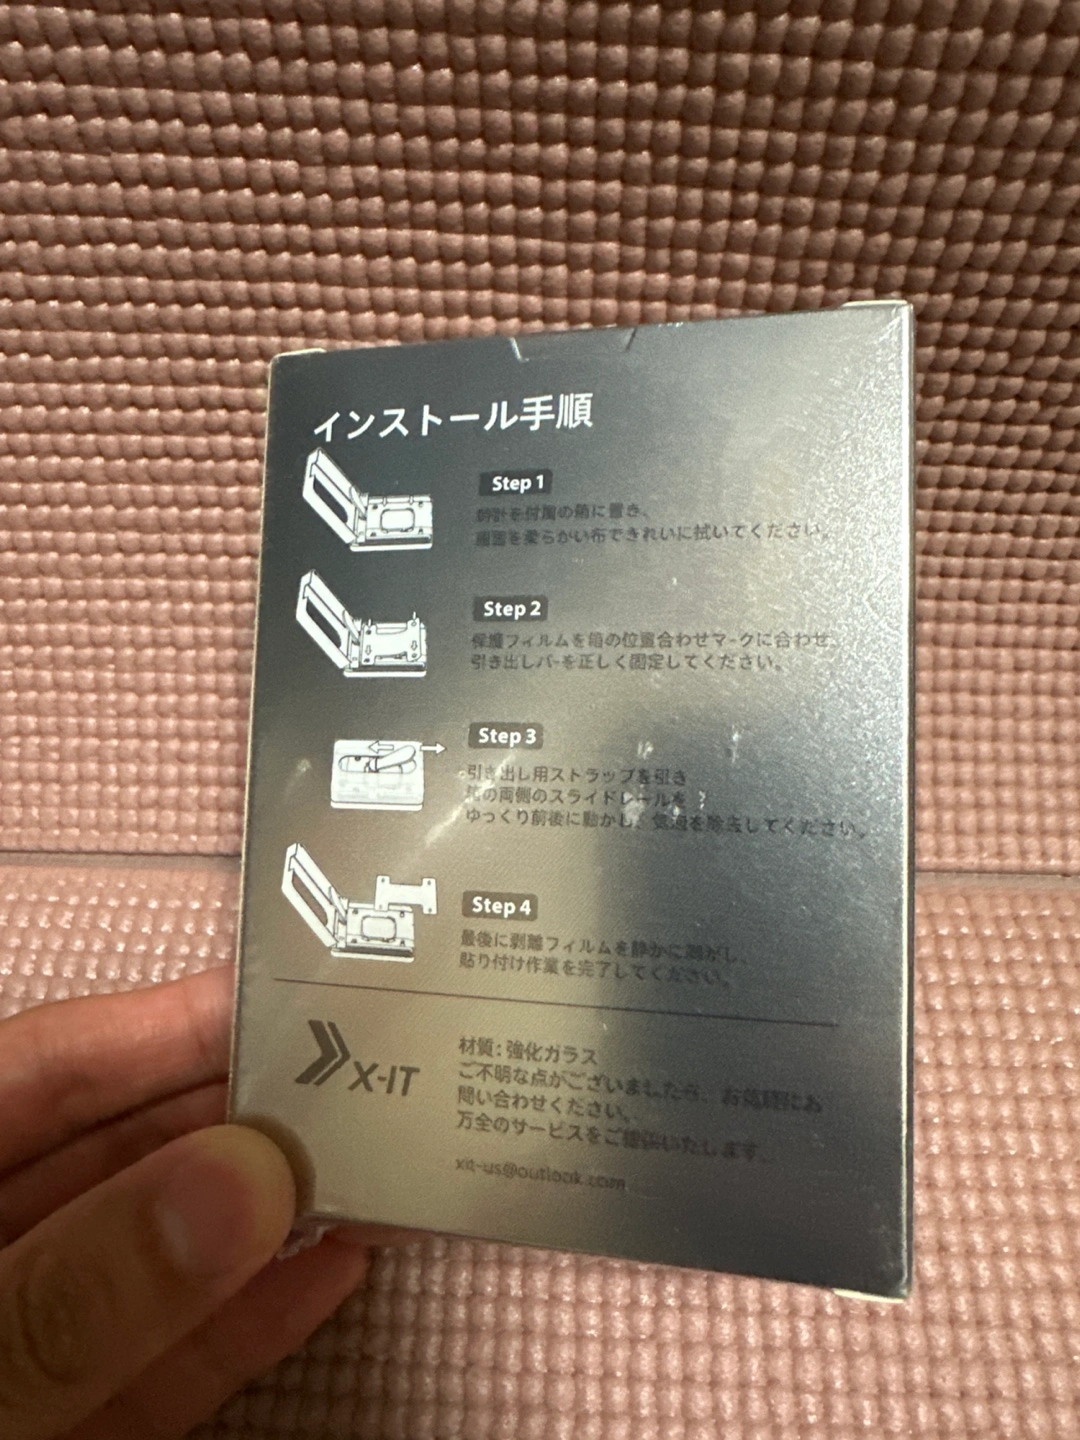 インストール手順
Step 1
時計を付属の箱に置き、
画面を柔らかい布できれいに拭いてください。
Step 2
保護フィルムを箱の位置合わせマークに合わせ、
引き出しバーを正しく固定してください。
Step 3
引き出し用ストラップを引き
箱の両側のスライドレールを
ゆっくり前後に動かし、気泡を除去してください。
Step 4
最後に剥離フィルムを静かに剥がし、
貼り付け作業を完了してください。
X-IT
材質：強化ガラス
ご不明な点がございましたら、お気軽にお
問い合わせください。
万全のサービスをご提供いたします。
xit-us@outlook.com